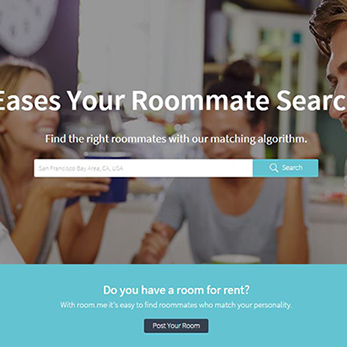 Eases Your Roommate Searc
Find the right roommates with our matching algorithm.
San Francisco Bay Area, CA, USA
Search
Do you have a room for rent?
With room.me it's easy to find roommates who match your personality.
Post Your Room